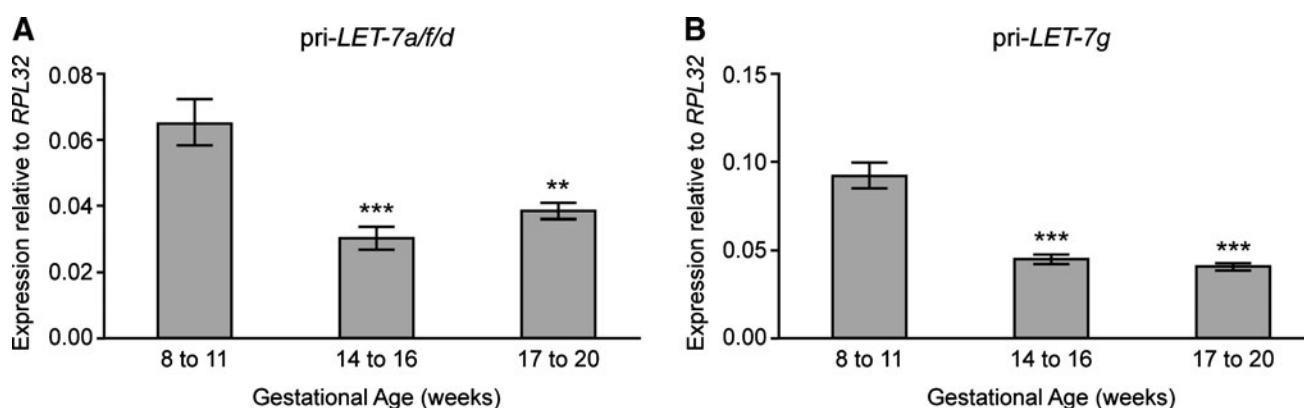 A
pri-LET-7a/f/d
Expression relative to RPL32
0.08
0.06
0.04
0.02
0.00
***
**
8 to 11
14 to 16
17 to 20
Gestational Age (weeks)
B
pri-LET-7g
Expression relative to RPL32
0.15
0.10
0.05
0.00
***
***
8 to 11
14 to 16
17 to 20
Gestational Age (weeks)